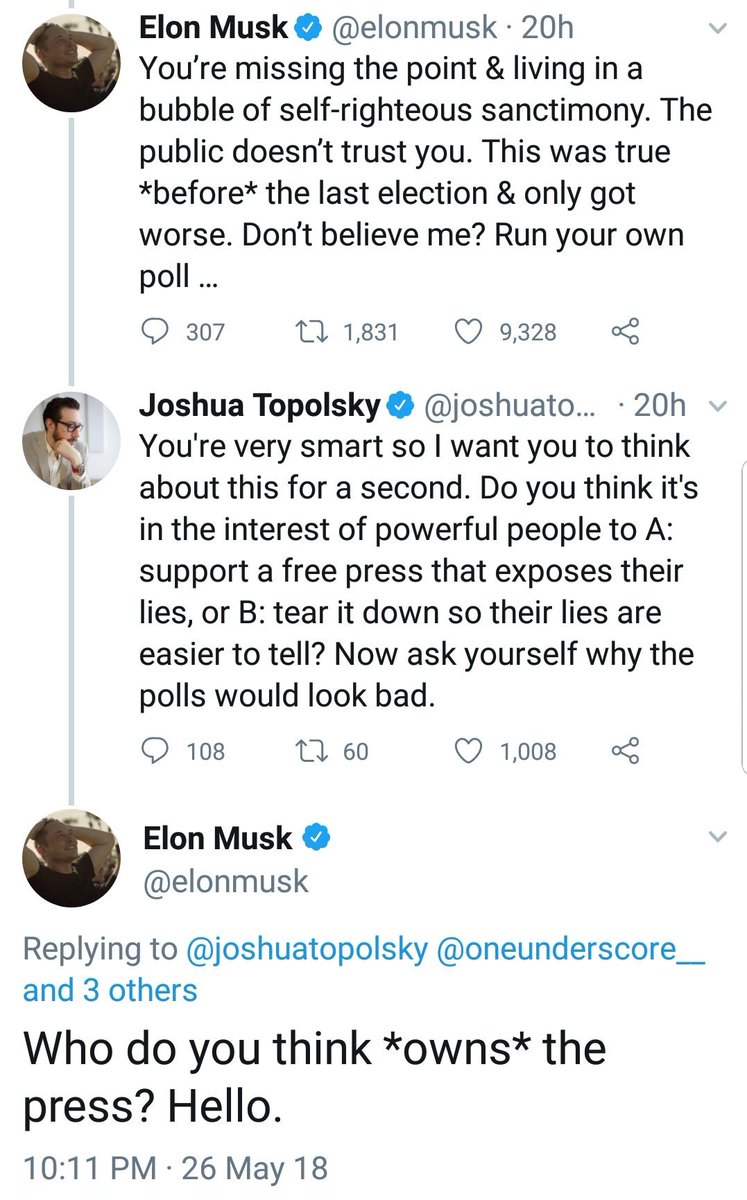 Elon Musk @elonmusk · 20h
You're missing the point & living in a
bubble of self-righteous sanctimony. The
public doesn't trust you. This was true
*before* the last election & only got
worse. Don't believe me? Run your own
poll ...
307 1,831 9,328
Joshua Topolsky @joshuato... · 20h
You're very smart so I want you to think
about this for a second. Do you think it's
in the interest of powerful people to A:
support a free press that exposes their
lies, or B: tear it down so their lies are
easier to tell? Now ask yourself why the
polls would look bad.
108 60 1,008
Elon Musk
@elonmusk
Replying to @joshuatopolsky @oneunderscore__
and 3 others
Who do you think *owns* the
press? Hello.
10:11 PM · 26 May 18